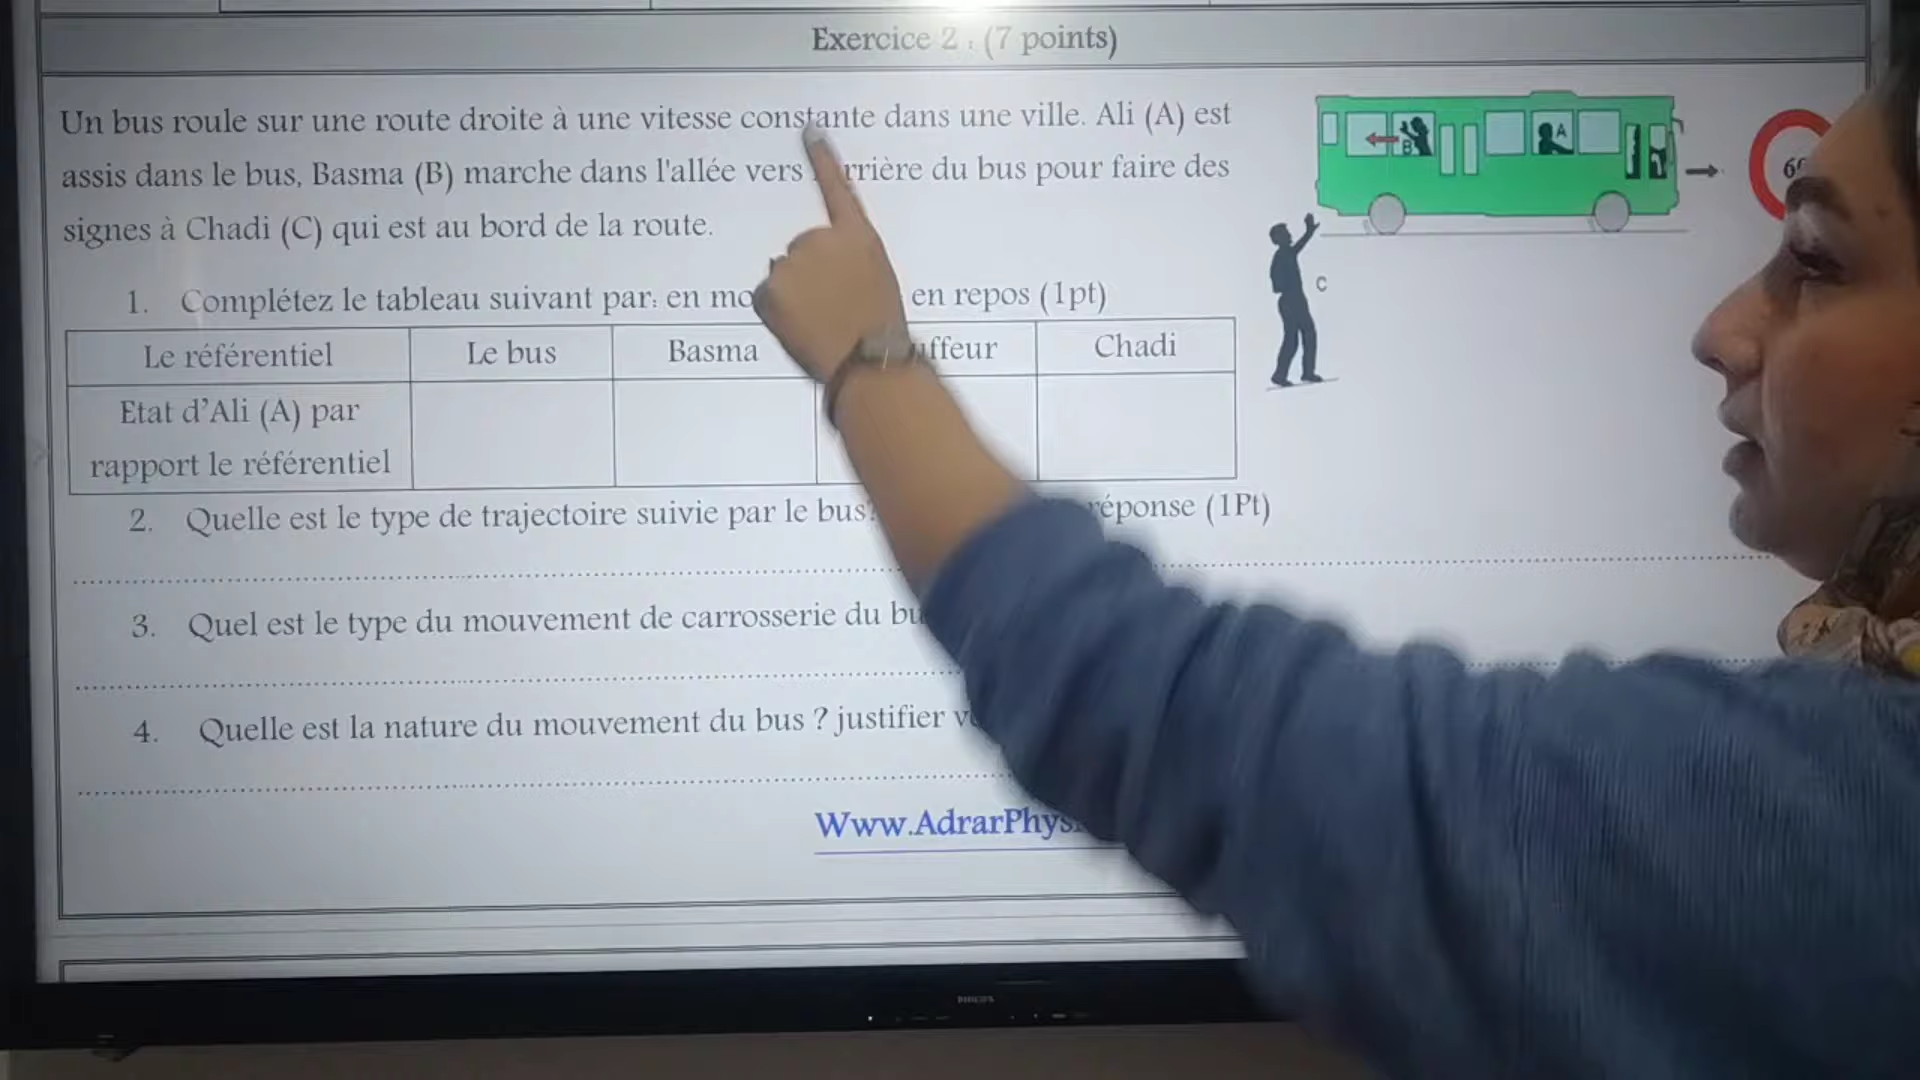 Exercice 2 : (7 points)
Un bus roule sur une route droite à une vitesse constante dans une ville. Ali (A) est
assis dans le bus, Basma (B) marche dans l'allée vers rrière du bus pour faire des
signes à Chadi (C) qui est au bord de la route.
1. Complétez le tableau suivant par: en mo en repos (1pt)
Le référentiel Le bus Basma uffeur Chadi
Etat d’Ali (A) par
rapport le référentiel
B
A
C
2. Quelle est le type de trajectoire suivie par le bus? réponse (1Pt)
3. Quel est le type du mouvement de carrosserie du bu
4. Quelle est la nature du mouvement du bus ? justifier v
Www.AdrarPhys
PHILIPS